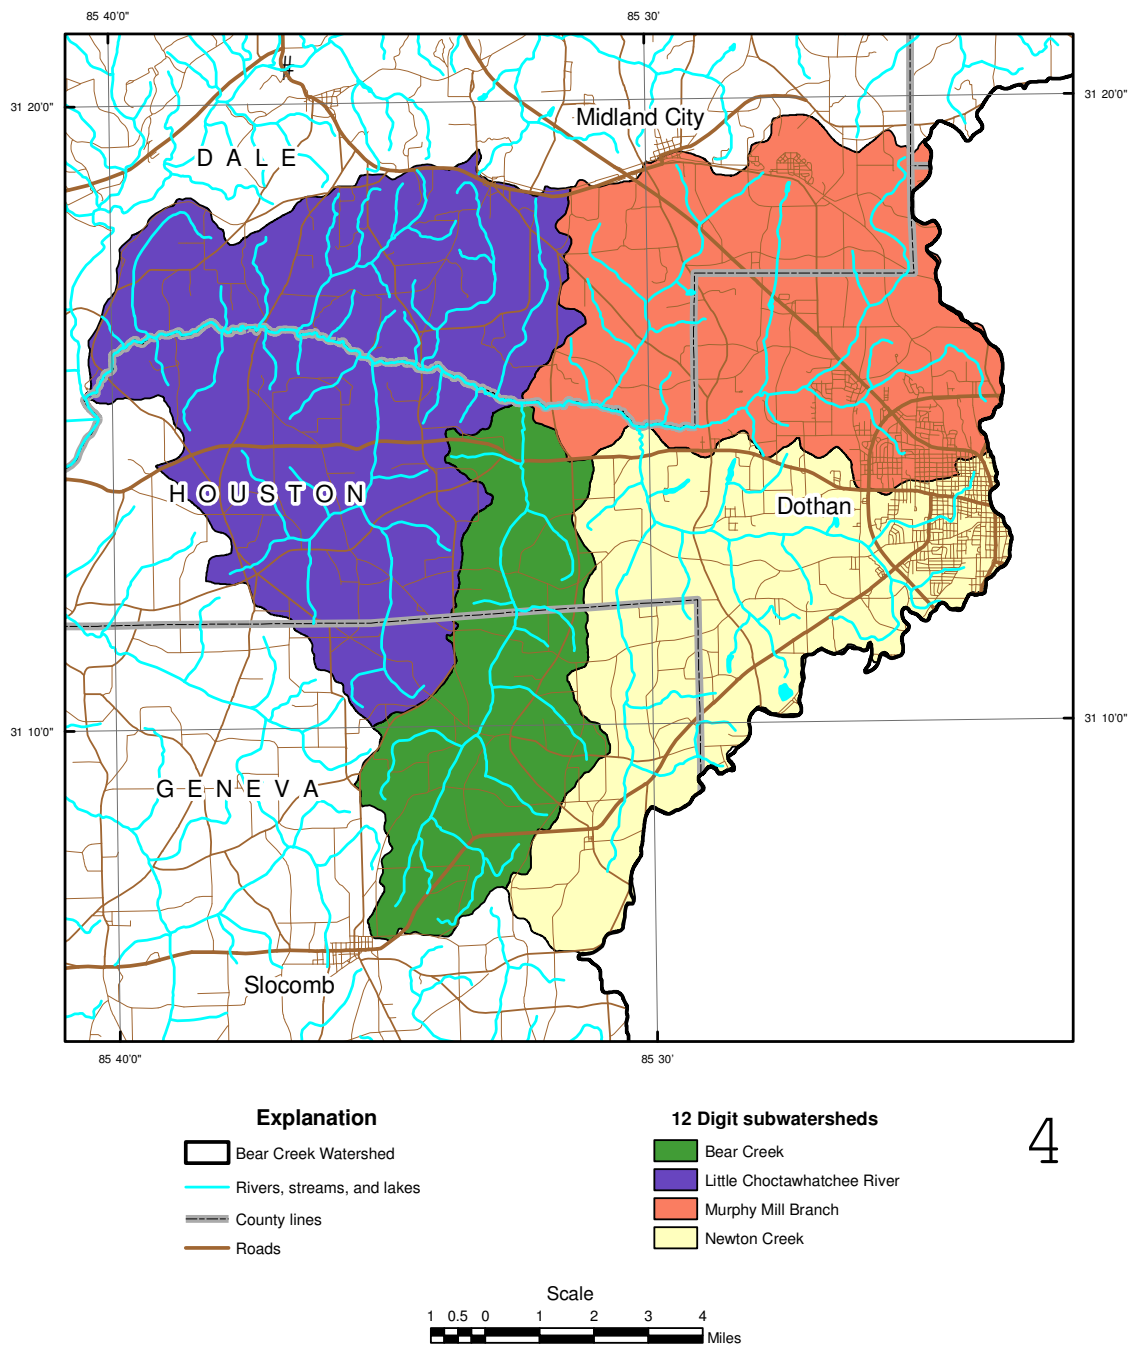 85 40'0"
85 30'
31 20'0"
31 20'0"
Midland City
DALE
HOUSTON
Dothan
31 10'0"
31 10'0"
GENEVA
Slocomb
85 40'0"
85 30'
Explanation
Bear Creek Watershed
Rivers, streams, and lakes
County lines
Roads
12 Digit subwatersheds
Bear Creek
Little Choctawhatchee River
Murphy Mill Branch
Newton Creek
4
Scale
1 0.5 0 1 2 3 4
Miles